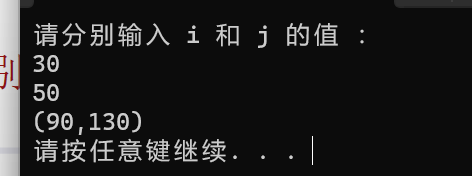 请分别输入 i 和 j 的值 :
30
50
(90,130)
请按任意键继续. . .